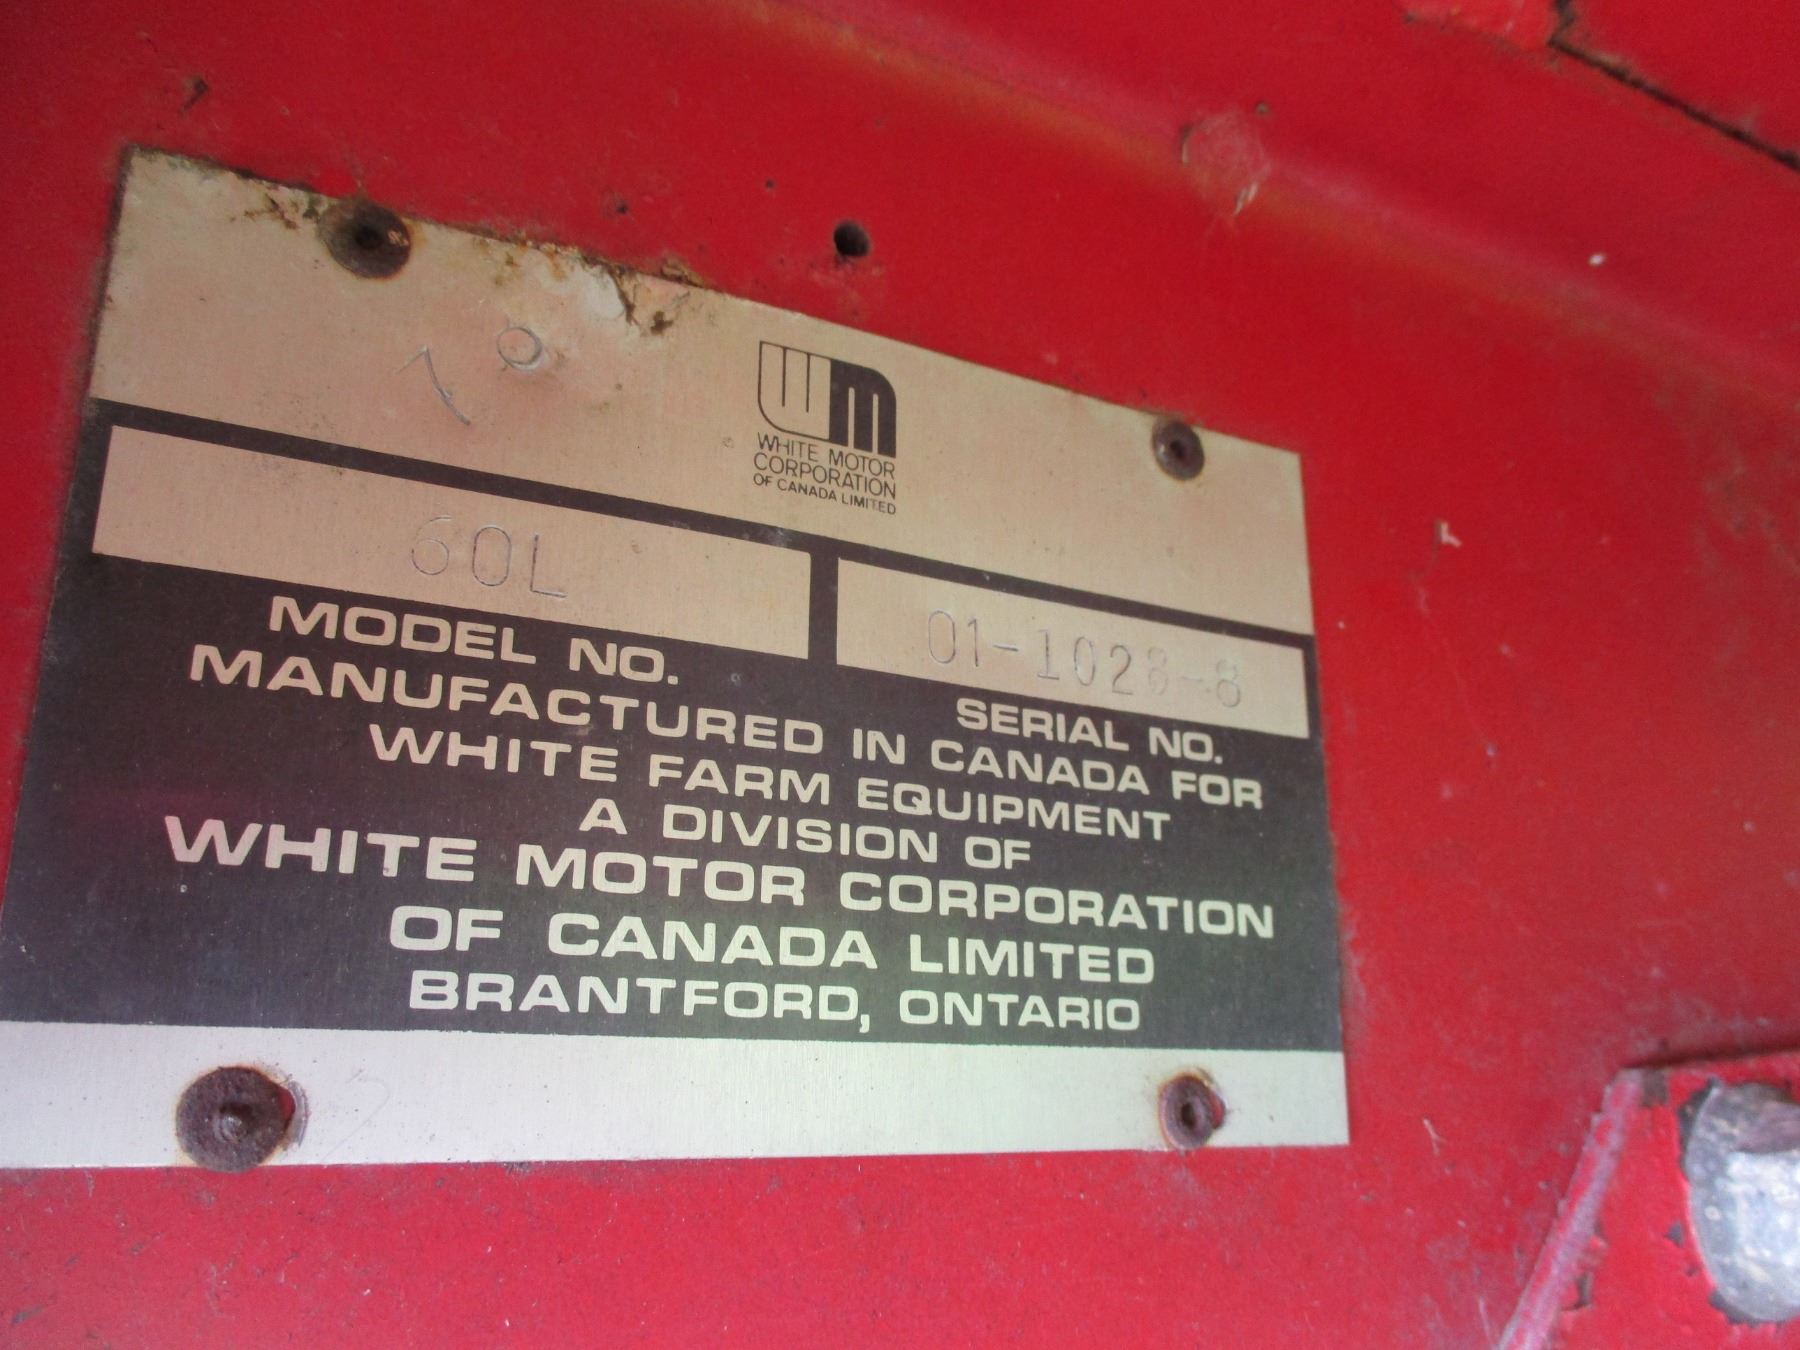 70
WM
WHITE MOTOR
CORPORATION
OF CANADA LIMITED
60L
01-1028-8
MODEL NO.
SERIAL NO.
MANUFACTURED IN CANADA FOR
WHITE FARM EQUIPMENT
A DIVISION OF
WHITE MOTOR CORPORATION
OF CANADA LIMITED
BRANTFORD, ONTARIO